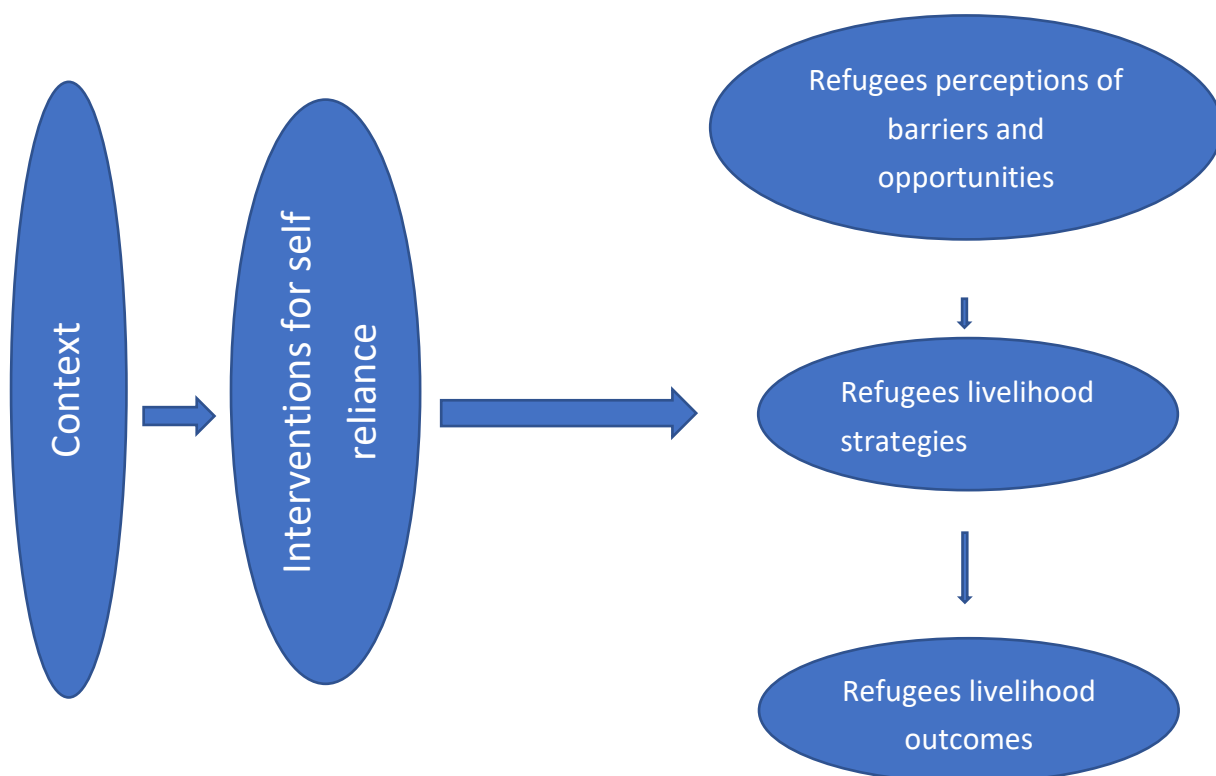 Context
Interventions for self
reliance
Refugees perceptions of
barriers and
opportunities
Refugees livelihood
strategies
Refugees livelihood
outcomes